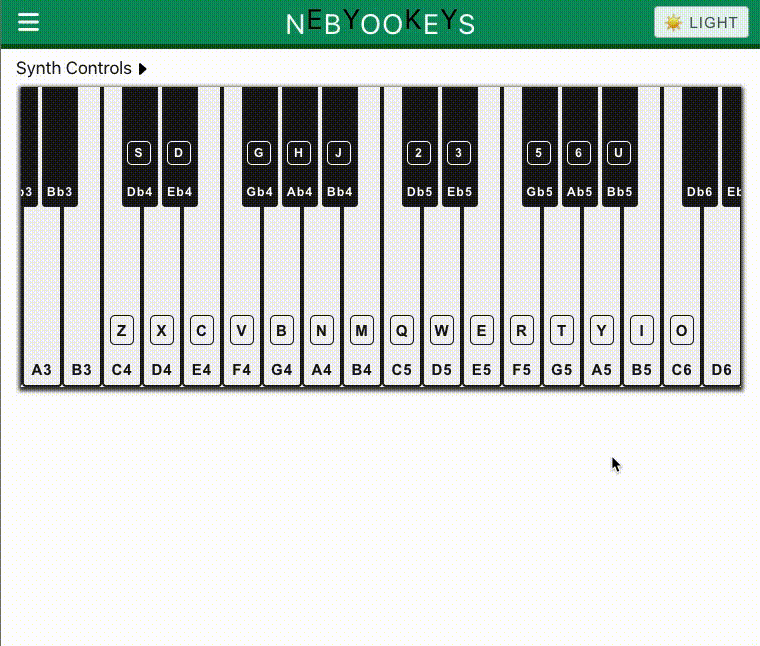 NEBYOOKEYS
LIGHT
Synth Controls
S D G H J 2 3 5 6 U
b3 Bb3 Db4 Eb4 Gb4 Ab4 Bb4 Db5 Eb5 Gb5 Ab5 Bb5 Db6 Eb
Z X C V B N M Q W E R T Y I O
A3 B3 C4 D4 E4 F4 G4 A4 B4 C5 D5 E5 F5 G5 A5 B5 C6 D6